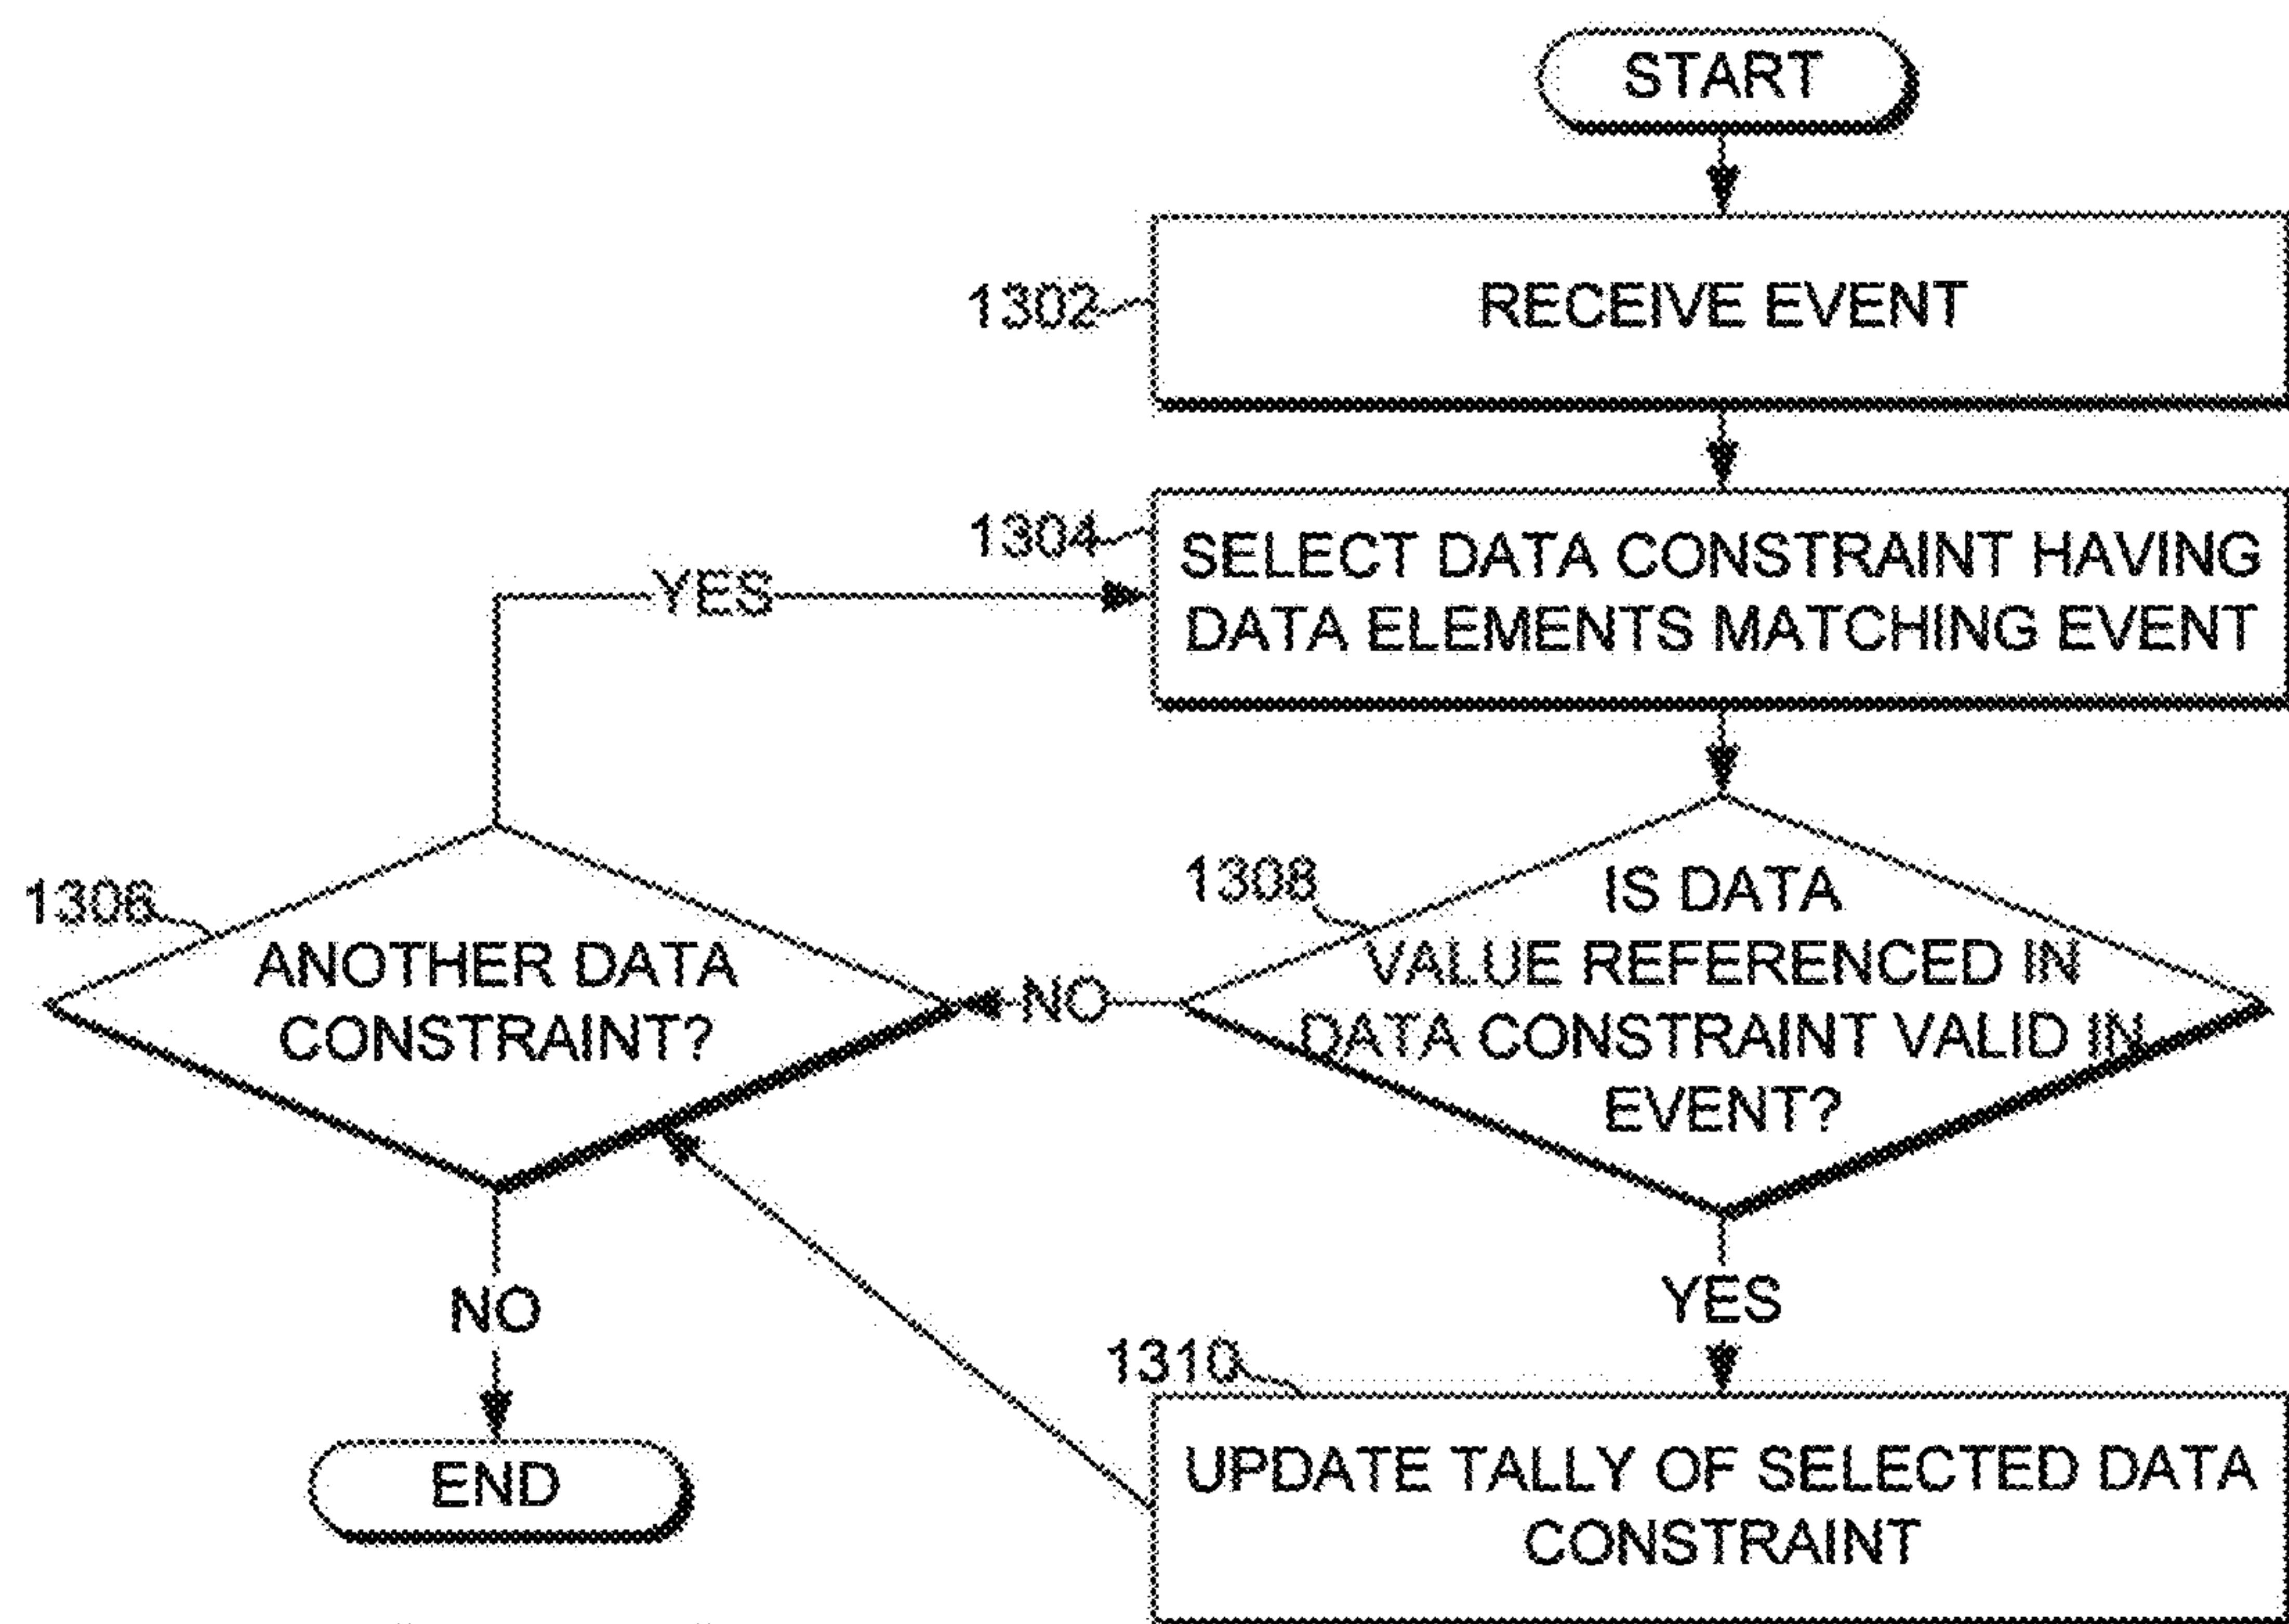 START
1302
RECEIVE EVENT
1304
SELECT DATA CONSTRAINT HAVING
DATA ELEMENTS MATCHING EVENT
YES
1306
ANOTHER DATA
CONSTRAINT?
NO
1308
IS DATA
VALUE REFERENCED IN
DATA CONSTRAINT VALID IN
EVENT?
NO
YES
END
1310
UPDATE TALLY OF SELECTED DATA
CONSTRAINT